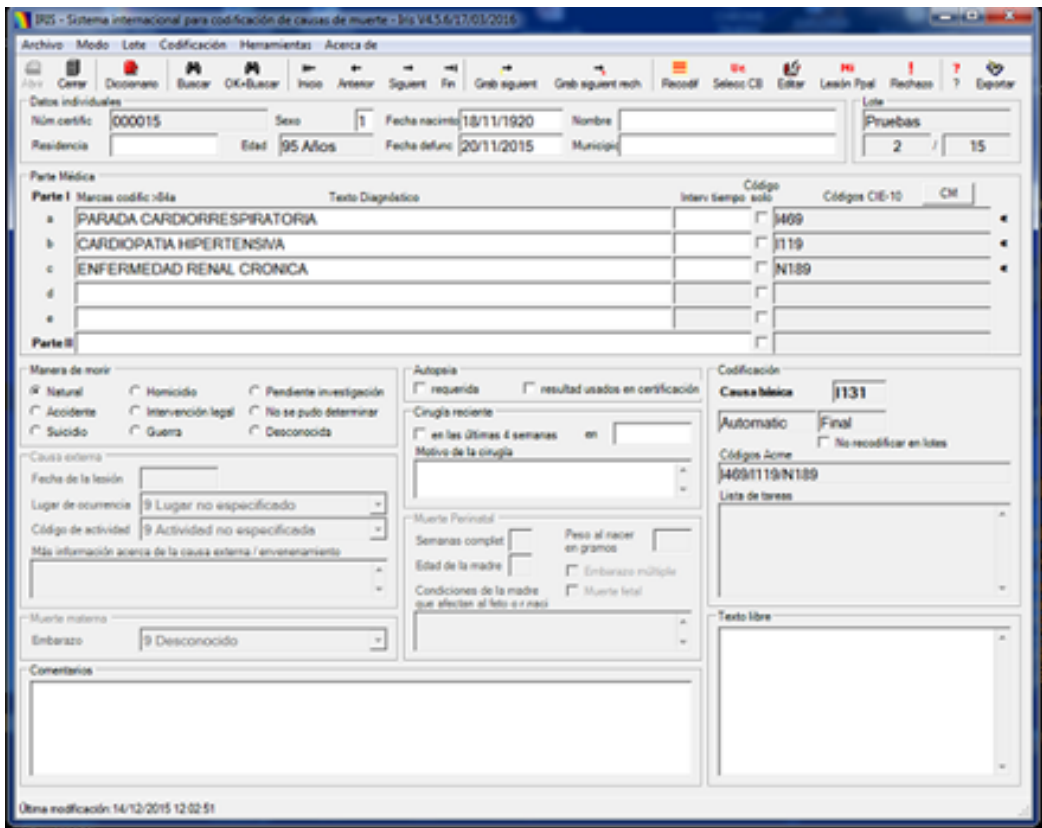 IRIS - Sistema internacional para codificación de causas de muerte - Iris V4.5.6/17/03/2016
Archivo Modo Lote Codificación Herramientas Acerca de
Abrir Cerrar Diccionario Buscar OK+Buscar Inicio Anterior Siguient Fin Grab siguient Grab siguient rech Recodif Selecc CB Editar Lesión Ppal Rechazo ? Exportar
Datos individuales Lote
Núm.certific 000015 Sexo 1 Fecha nacimto 18/11/1920 Nombre Pruebas
Residencia Edad 95 Años Fecha defunc 20/11/2015 Municipio 2 / 15
Parte Médica
Parte I Marcas codific >64a Texto Diagnóstico Interv tiempo Código solo Códigos CIE-10 CM
a PARADA CARDIORRESPIRATORIA I469
b CARDIOPATIA HIPERTENSIVA I119
c ENFERMEDAD RENAL CRONICA N189
d
e
Parte II
Manera de morir Autopsia Codificación
Natural Homicidio Pendiente investigación requerida resultad usados en certificación Causa básica I131
Accidente Intervención legal No se pudo determinar Cirugía reciente Automatic Final
Suicidio Guerra Desconocida en las últimas 4 semanas en No recodificar en lotes
Causa externa Motivo de la cirugía Códigos Acme
Fecha de la lesión I469/I119/N189
Lugar de ocurrencia 9 Lugar no especificado Lista de tareas
Código de actividad 9 Actividad no especificada Muerte Perinatal
Más información acerca de la causa externa / envenenamiento Semanas complet Peso al nacer en gramos
Edad de la madre Embarazo múltiple
Condiciones de la madre que afectan al feto o r.naci Muerte fetal
Muerte materna Texto libre
Embarazo 9 Desconocido
Comentarios
Última modificación: 14/12/2015 12:02:51